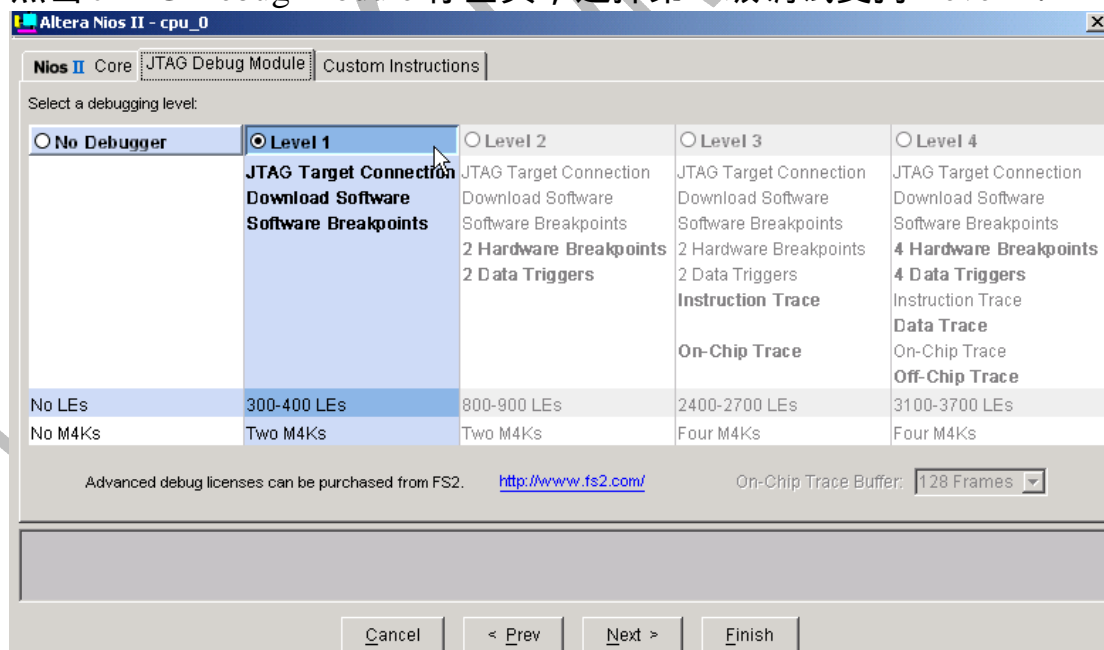 Altera Nios II - cpu_0
Nios II Core JTAG Debug Module Custom Instructions
Select a debugging level:
No Debugger Level 1 Level 2 Level 3 Level 4
JTAG Target Connection JTAG Target Connection JTAG Target Connection JTAG Target Connection
Download Software Download Software Download Software Download Software
Software Breakpoints Software Breakpoints Software Breakpoints Software Breakpoints
2 Hardware Breakpoints 2 Hardware Breakpoints 4 Hardware Breakpoints
2 Data Triggers 2 Data Triggers 4 Data Triggers
Instruction Trace Instruction Trace
Data Trace
On-Chip Trace On-Chip Trace
Off-Chip Trace
No LEs 300-400 LEs 800-900 LEs 2400-2700 LEs 3100-3700 LEs
No M4Ks Two M4Ks Two M4Ks Four M4Ks Four M4Ks
Advanced debug licenses can be purchased from FS2. http://www.fs2.com/ On-Chip Trace Buffer: 128 Frames
Cancel < Prev Next > Finish